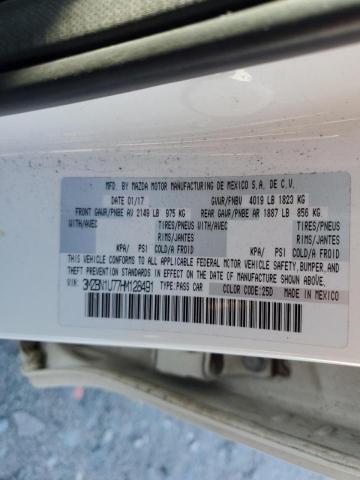 MFD. BY MAZDA MOTOR MANUFACTURING DE MEXICO S.A. DE C.V.
DATE 01/17 GVWR/PNBV 4019 LB 1823 KG
FRONT GAWR/PNBE AV 2149 LB 975 KG REAR GAWR/PNBE AR 1887 LB 856 KG
WITH/AVEC TIRES/PNEUS WITH/AVEC TIRES/PNEUS
RIMS/JANTES RIMS/JANTES
KPA/ PSI COLD/A FROID KPA/ PSI COLD/A FROID
THIS VEHICLE CONFORMS TO ALL APPLICABLE FEDERAL MOTOR VEHICLE SAFETY, BUMPER, AND
THEFT PREVENTION STANDARDS IN EFFECT ON THE DATE OF MANUFACTURE SHOWN ABOVE.
VIN: 3MZBN1U77HM128491 COLOR CODE:25D MADE IN MEXICO
TYPE:PASS CAR